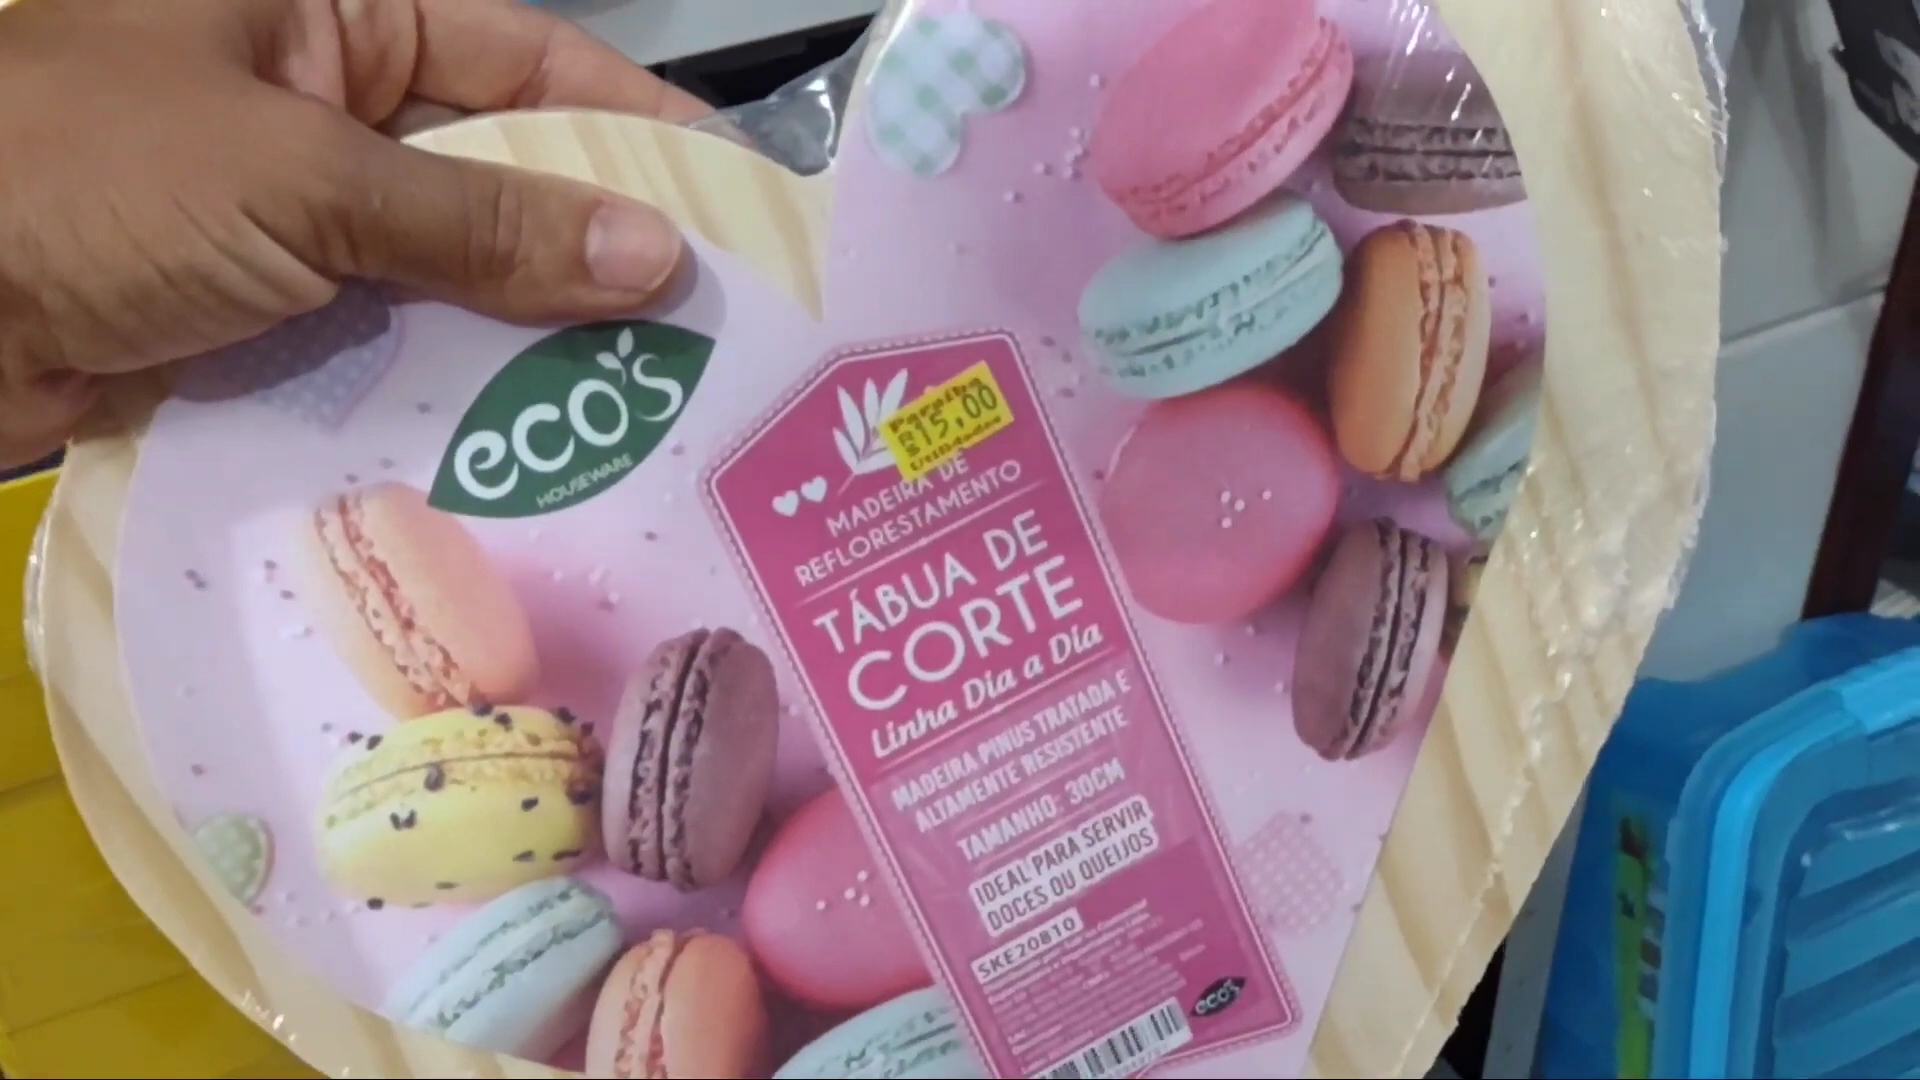 eco's
HOUSEWARE
Paraíba
R$15,00
Utilidades
MADEIRA DE
REFLORESTAMENTO
TÁBUA DE
CORTE
Linha Dia a Dia
MADEIRA PINUS TRATADA E
ALTAMENTE RESISTENTE
TAMANHO: 30CM
IDEAL PARA SERVIR
DOCES OU QUEIJOS
SKE20810
eco's